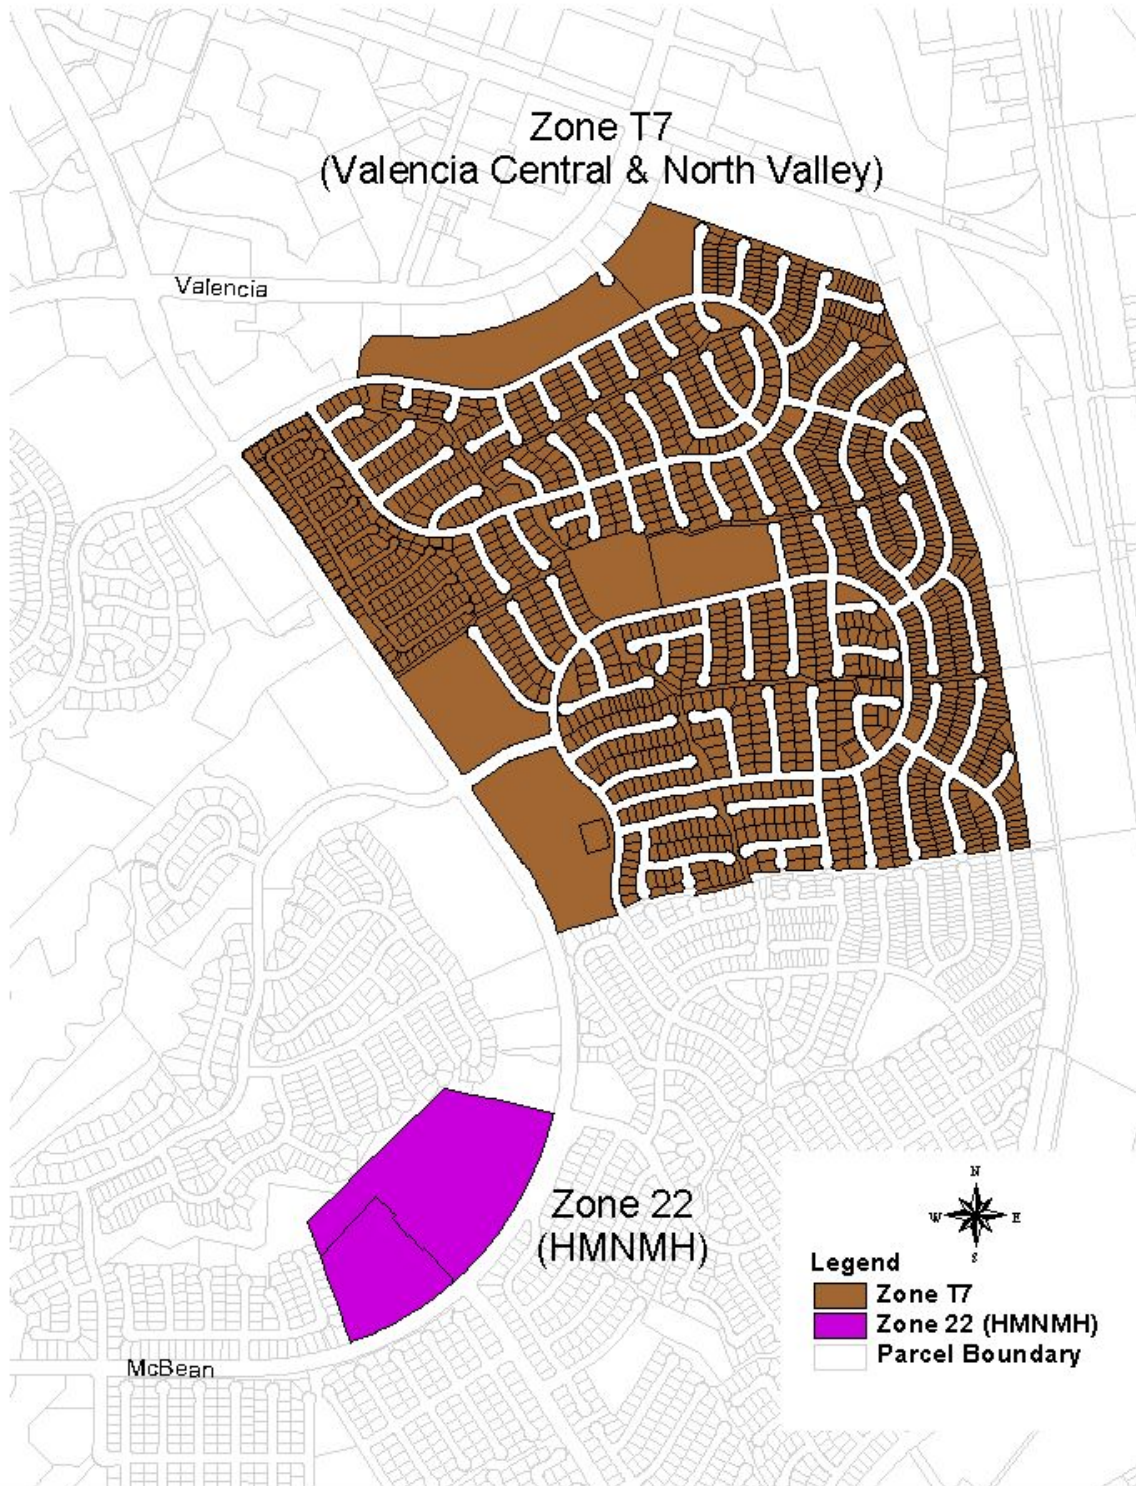 Zone T7
(Valencia Central & North Valley)
Valencia
Zone 22
(HMNMH)
N
W E
S
Legend
Zone T7
Zone 22 (HMNMH)
Parcel Boundary
McBean